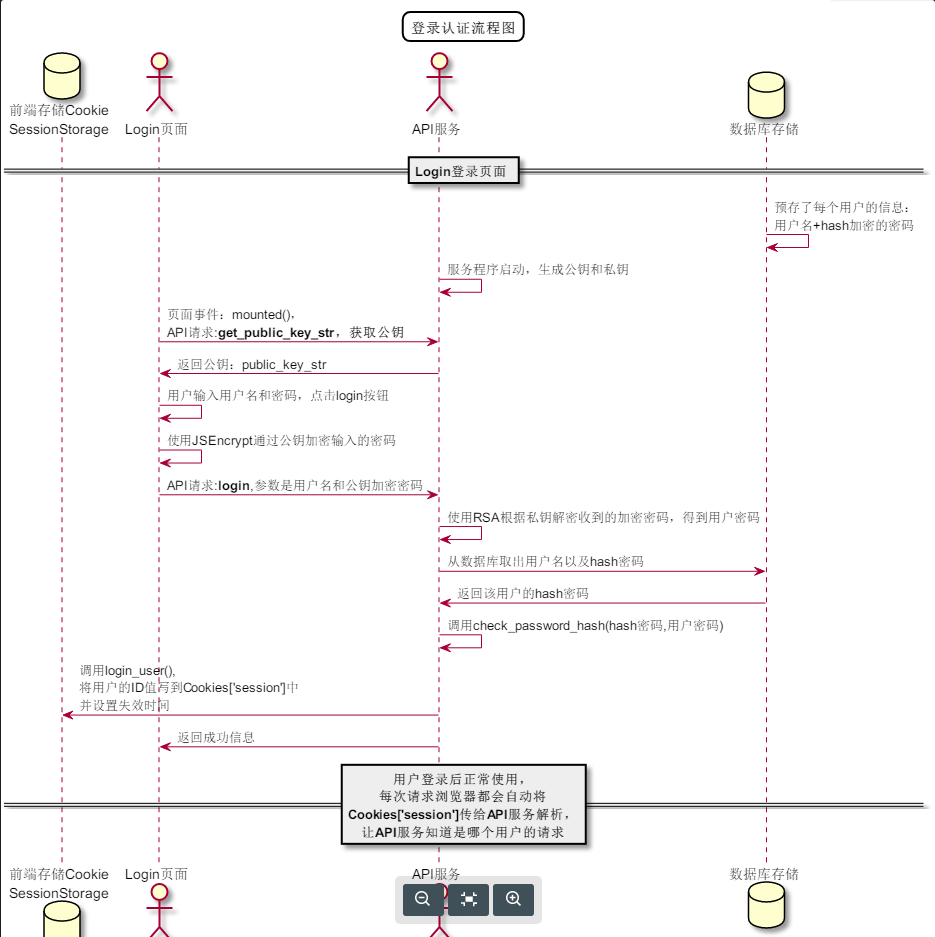 登录认证流程图
前端存储Cookie
SessionStorage
Login页面
API服务
数据库存储
Login登录页面
预存了每个用户的信息:
用户名+hash加密的密码
服务程序启动，生成公钥和私钥
页面事件：mounted()，
API请求:get_public_key_str，获取公钥
返回公钥：public_key_str
用户输入用户名和密码，点击login按钮
使用JSEncrypt通过公钥加密输入的密码
API请求:login,参数是用户名和公钥加密密码
使用RSA根据私钥解密收到的加密密码，得到用户密码
从数据库取出用户名以及hash密码
返回该用户的hash密码
调用check_password_hash(hash密码,用户密码)
调用login_user(),
将用户的ID值写到Cookies['session']中
并设置失效时间
返回成功信息
用户登录后正常使用，
每次请求浏览器都会自动将
Cookies['session']传给API服务解析，
让API服务知道是哪个用户的请求
前端存储Cookie
SessionStorage
Login页面
API服务
数据库存储